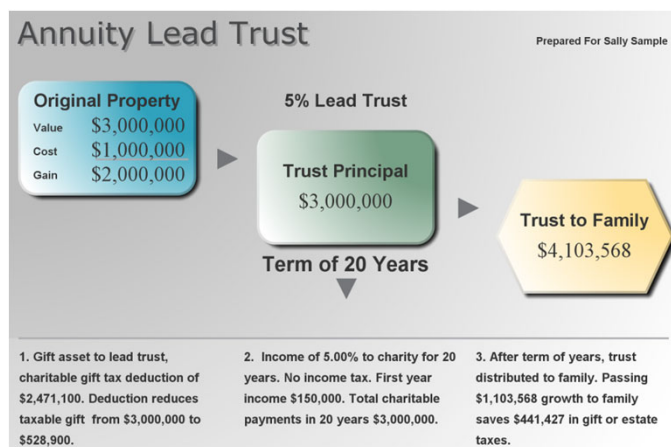 Annuity Lead Trust
Prepared For Sally Sample
Original Property
Value $3,000,000
Cost $1,000,000
Gain $2,000,000
5% Lead Trust
Trust Principal
$3,000,000
Term of 20 Years
Trust to Family
$4,103,568
1. Gift asset to lead trust,
charitable gift tax deduction of
$2,471,100. Deduction reduces
taxable gift from $3,000,000 to
$528,900.
2. Income of 5.00% to charity for 20
years. No income tax. First year
income $150,000. Total charitable
payments in 20 years $3,000,000.
3. After term of years, trust
distributed to family. Passing
$1,103,568 growth to family
saves $441,427 in gift or estate
taxes.